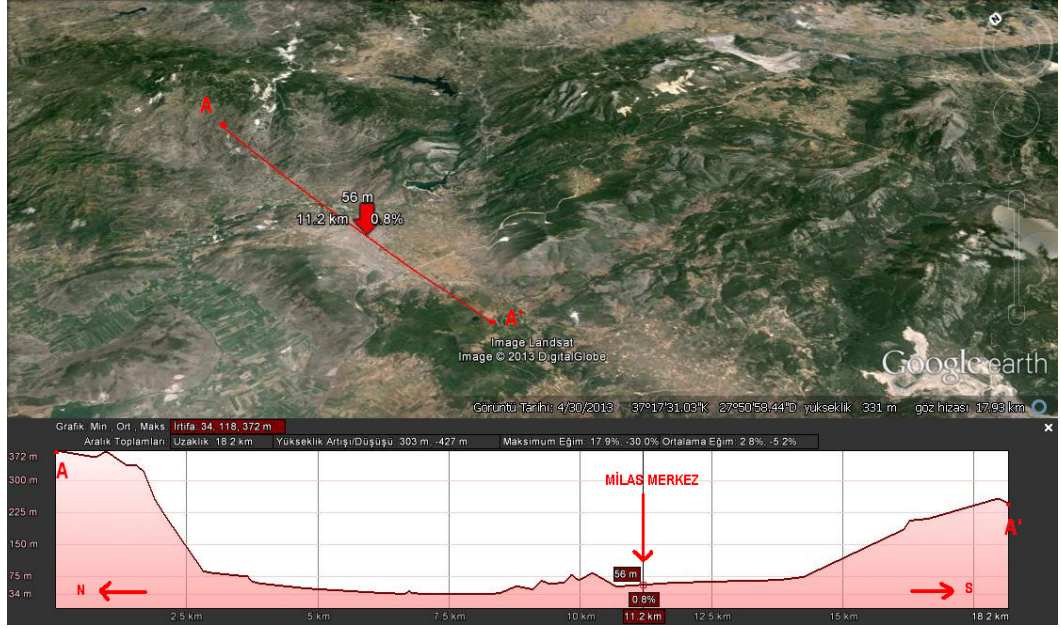 N
A
56 m
11.2 km 0.8%
A'
Image Landsat
Image © 2013 DigitalGlobe
Google earth
Görüntü Tarihi: 4/30/2013 37°17'31.03"K 27°50'58.44"D yükseklik 331 m göz hizası 17.93 km
Grafik: Min., Ort., Maks. İrtifa: 34, 118, 372 m
Aralık Toplamları: Uzaklık: 18.2 km Yükseklik Artışı/Düşüşü: 303 m, -427 m Maksimum Eğim: 17.9%, -30.0% Ortalama Eğim: 2.8%, -5.2%
372 m
A
300 m
MİLAS MERKEZ
225 m
A'
150 m
75 m
56 m
34 m
N
S
0.8%
2.5 km 5 km 7.5 km 10 km 11.2 km 12.5 km 15 km 18.2 km